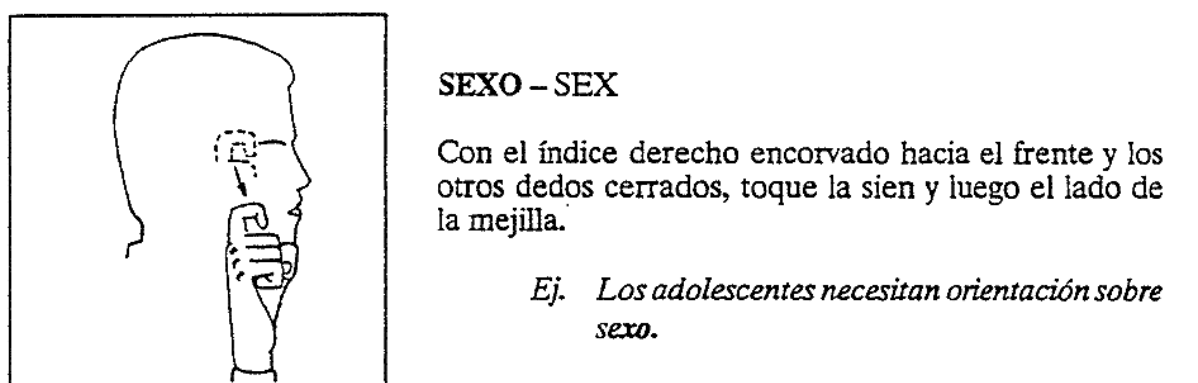 SEXO – SEX
Con el índice derecho encorvado hacia el frente y los
otros dedos cerrados, toque la sien y luego el lado de
la mejilla.
Ej. Los adolescentes necesitan orientación sobre
sexo.